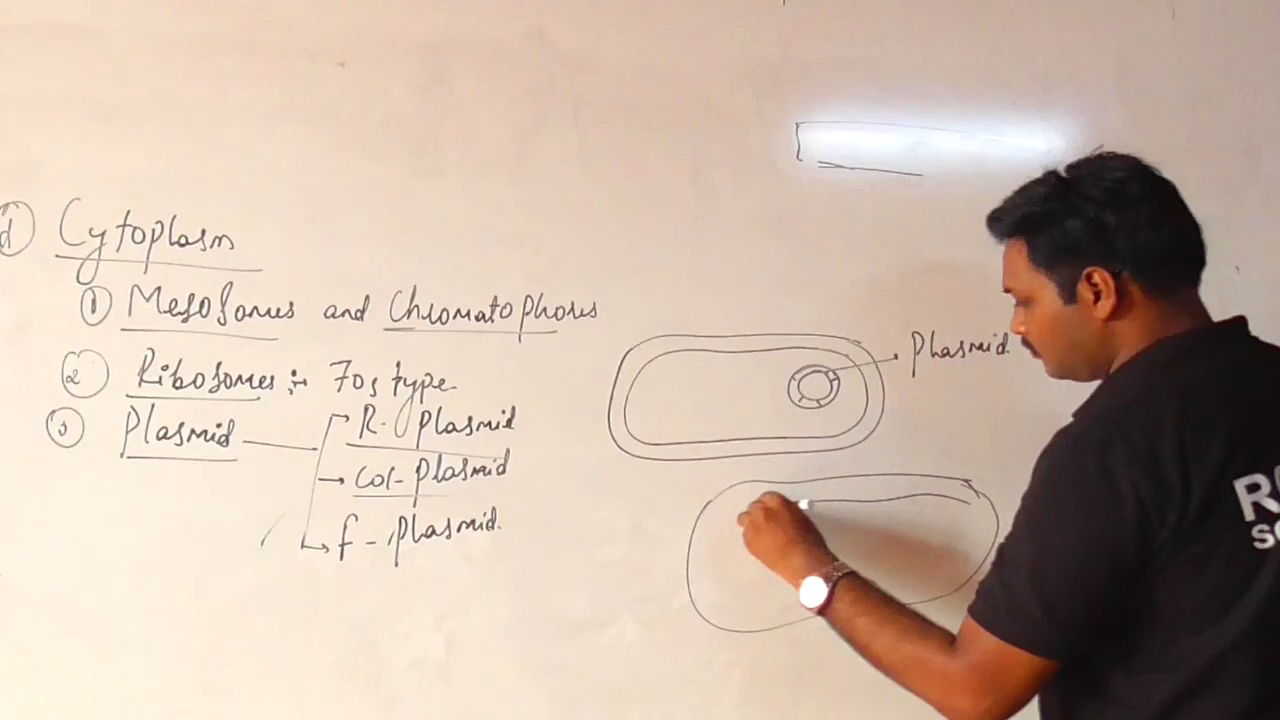 d Cytoplasm
1 Mesosomes and Chromatophores
2 Ribosomes :- 70s type
3 Plasmid
R- Plasmid
Col- Plasmid
f - Plasmid.
Plasmid.